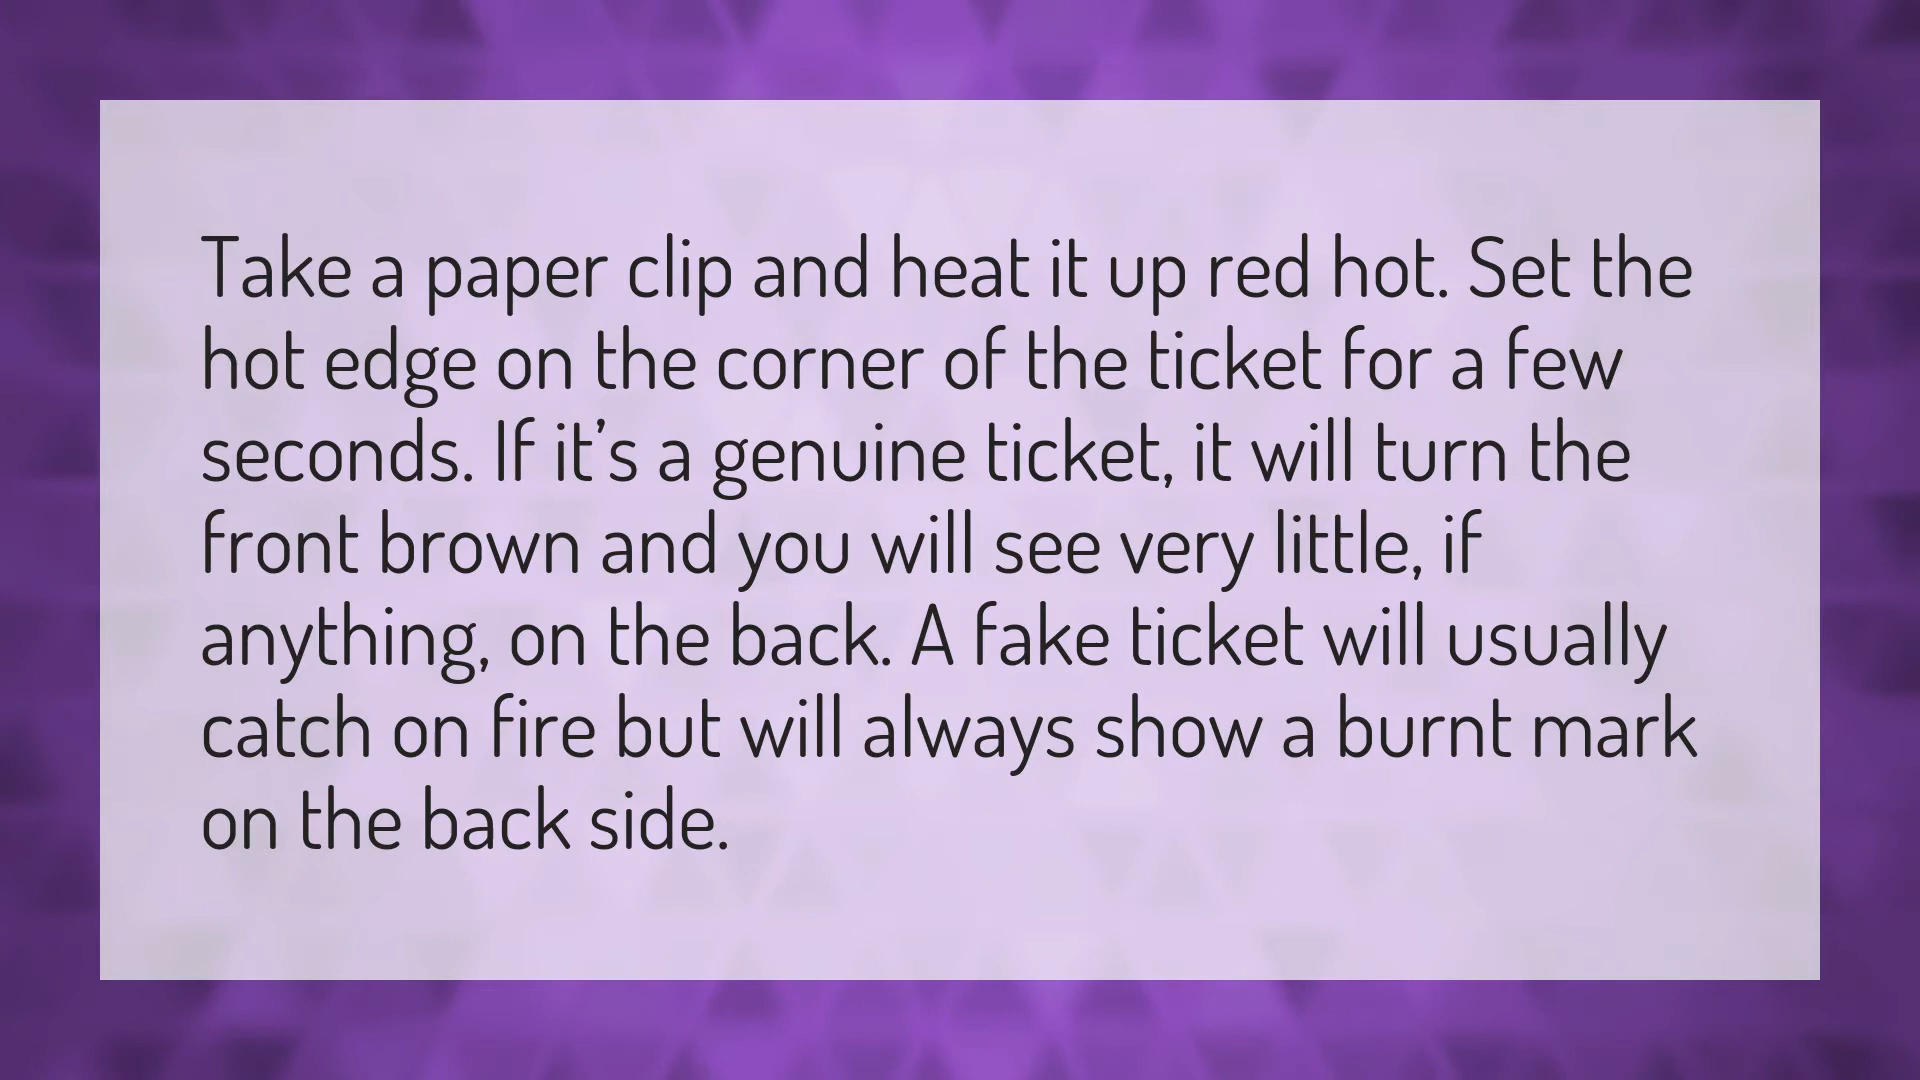 Take a paper clip and heat it up red hot. Set the
hot edge on the corner of the ticket for a few
seconds. If it’s a genuine ticket, it will turn the
front brown and you will see very little, if
anything, on the back. A fake ticket will usually
catch on fire but will always show a burnt mark
on the back side.